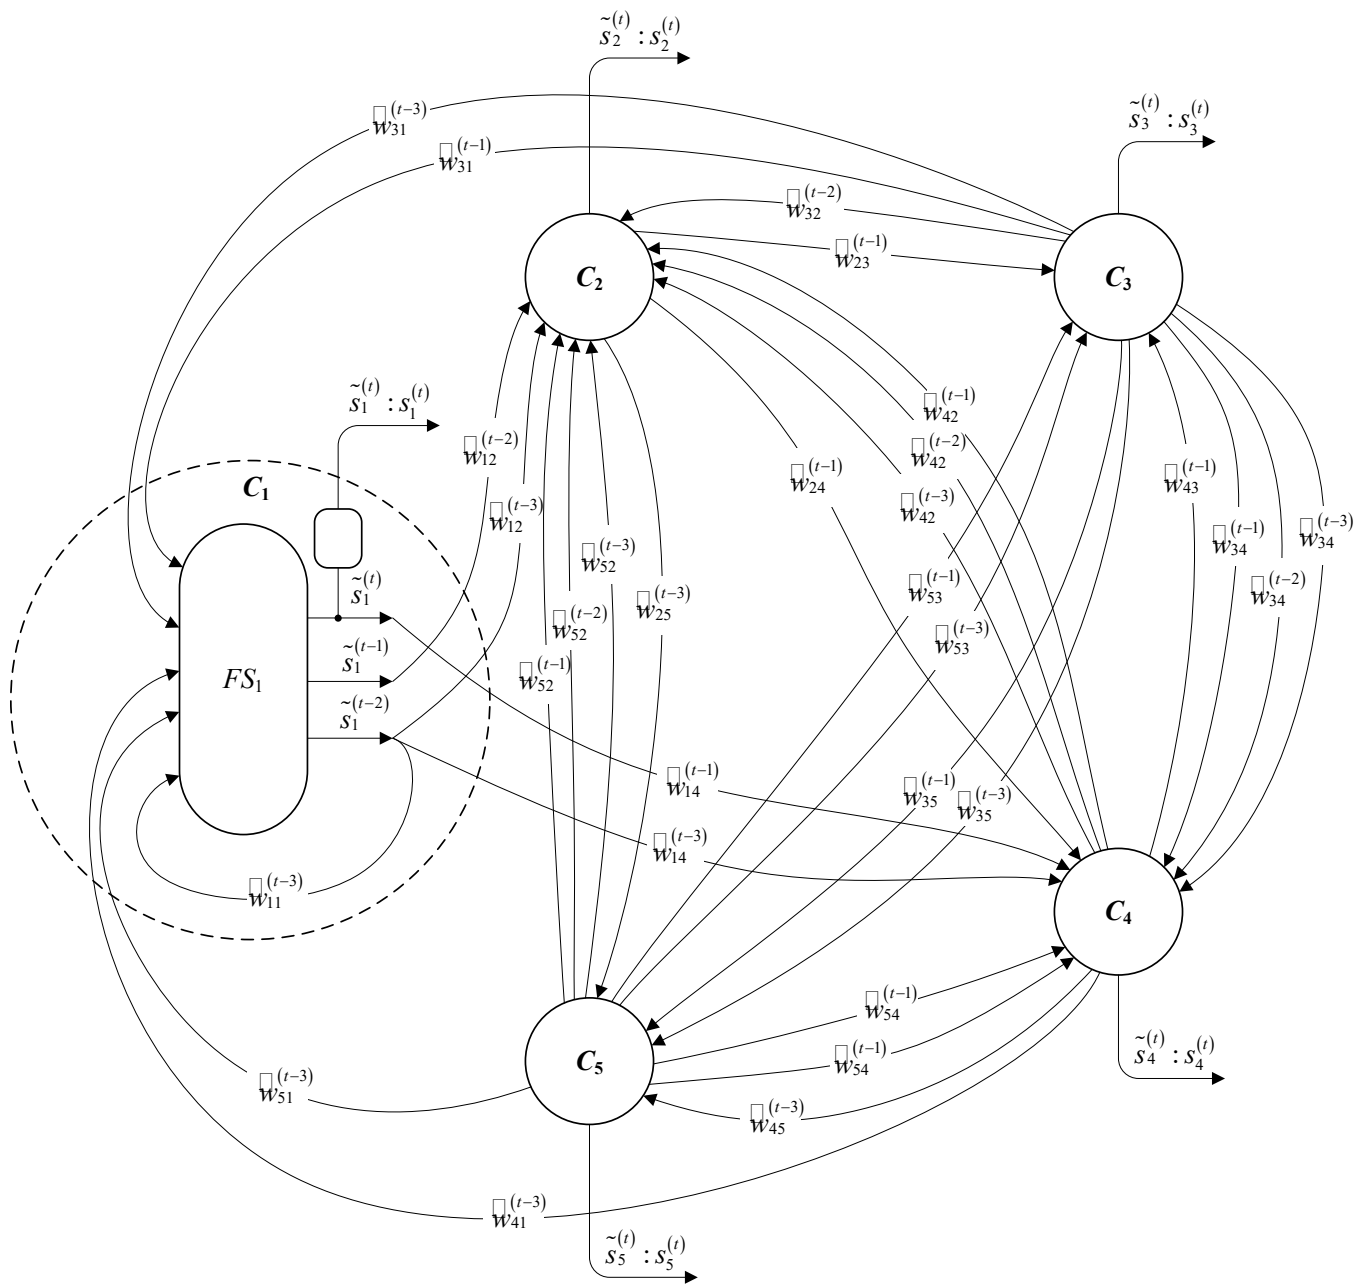 s̃₂⁽ᵗ⁾ : s₂⁽ᵗ⁾
s̃₃⁽ᵗ⁾ : s₃⁽ᵗ⁾
□w₃₁⁽ᵗ⁻³⁾
□w₃₁⁽ᵗ⁻¹⁾
□w₃₂⁽ᵗ⁻²⁾
□w₂₃⁽ᵗ⁻¹⁾
C₂
C₃
s̃₁⁽ᵗ⁾ : s₁⁽ᵗ⁾
□w₄₂⁽ᵗ⁻¹⁾
□w₁₂⁽ᵗ⁻²⁾
□w₄₂⁽ᵗ⁻²⁾
□w₂₄⁽ᵗ⁻¹⁾
□w₄₃⁽ᵗ⁻¹⁾
C₁
□w₁₂⁽ᵗ⁻³⁾
□w₄₂⁽ᵗ⁻³⁾
□w₃₄⁽ᵗ⁻¹⁾
□w₃₄⁽ᵗ⁻³⁾
□w₅₂⁽ᵗ⁻³⁾
□w₅₃⁽ᵗ⁻¹⁾
□w₃₄⁽ᵗ⁻²⁾
s̃₁⁽ᵗ⁾
□w₂₅⁽ᵗ⁻³⁾
□w₅₂⁽ᵗ⁻²⁾
□w₅₃⁽ᵗ⁻³⁾
s̃₁⁽ᵗ⁻¹⁾
FS₁
□w₅₂⁽ᵗ⁻¹⁾
s̃₁⁽ᵗ⁻²⁾
□w₁₄⁽ᵗ⁻¹⁾
□w₃₅⁽ᵗ⁻¹⁾
□w₃₅⁽ᵗ⁻³⁾
□w₁₄⁽ᵗ⁻³⁾
□w₁₁⁽ᵗ⁻³⁾
C₄
□w₅₄⁽ᵗ⁻¹⁾
s̃₄⁽ᵗ⁾ : s₄⁽ᵗ⁾
□w₅₄⁽ᵗ⁻¹⁾
C₅
□w₅₁⁽ᵗ⁻³⁾
□w₄₅⁽ᵗ⁻³⁾
□w₄₁⁽ᵗ⁻³⁾
s̃₅⁽ᵗ⁾ : s₅⁽ᵗ⁾